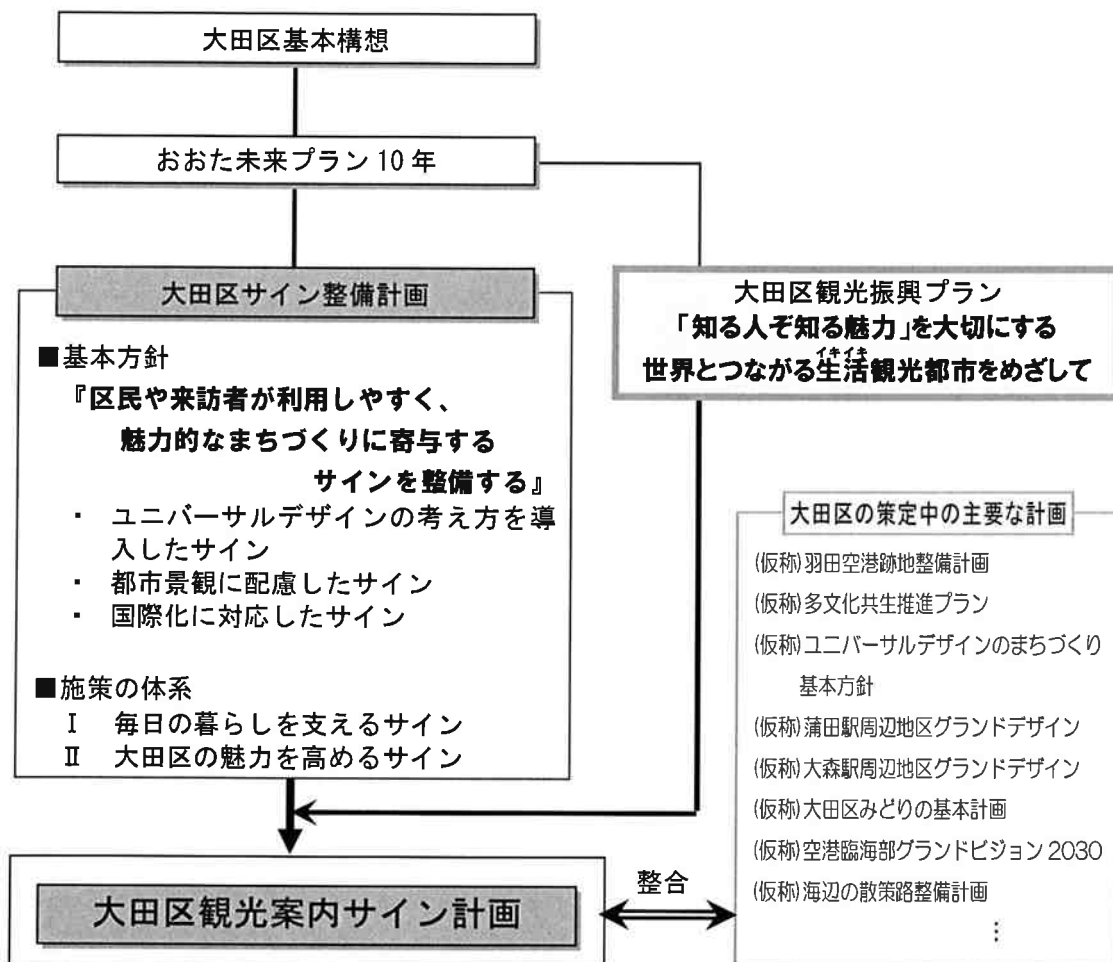 大田区基本構想
おおた未来プラン 10 年
大田区サイン整備計画
■基本方針
『区民や来訪者が利用しやすく、
魅力的なまちづくりに寄与する
サインを整備する』
・ ユニバーサルデザインの考え方を導
入したサイン
・ 都市景観に配慮したサイン
・ 国際化に対応したサイン
■施策の体系
Ⅰ 毎日の暮らしを支えるサイン
Ⅱ 大田区の魅力を高めるサイン
大田区観光振興プラン
「知る人ぞ知る魅力」を大切にする
イキイキ
世界とつながる生活観光都市をめざして
大田区の策定中の主要な計画
(仮称)羽田空港跡地整備計画
(仮称)多文化共生推進プラン
(仮称)ユニバーサルデザインのまちづくり
基本方針
(仮称)蒲田駅周辺地区グランドデザイン
(仮称)大森駅周辺地区グランドデザイン
(仮称)大田区みどりの基本計画
(仮称)空港臨海部グランドビジョン2030
(仮称)海辺の散策路整備計画
⋮
整合
大田区観光案内サイン計画